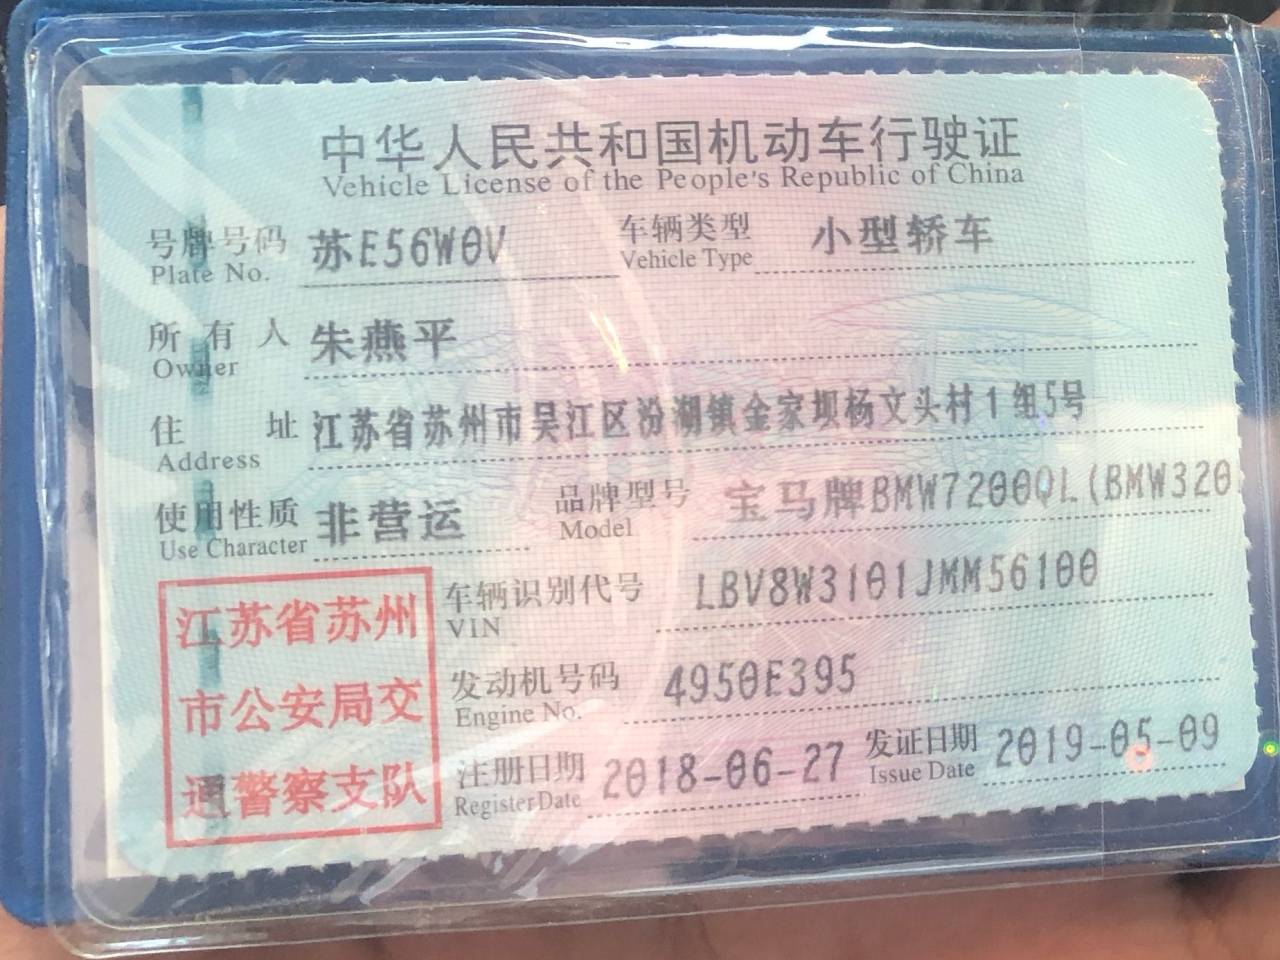 中华人民共和国机动车行驶证
Vehicle License of the People's Republic of China
号牌号码 苏E56W0V 车辆类型 小型轿车
Plate No. Vehicle Type
所有人 朱燕平
Owner
住址 江苏省苏州市吴江区汾湖镇金家坝杨文头村1组5号
Address
使用性质 非营运 品牌型号 宝马牌BMW7200QL(BMW320
Use Character Model
车辆识别代号 LBV8W3101JMM56100
VIN
发动机号码 4950E395
Engine No.
注册日期 2018-06-27 发证日期 2019-05-09
Register Date Issue Date
江苏省苏州
市公安局交
通警察支队